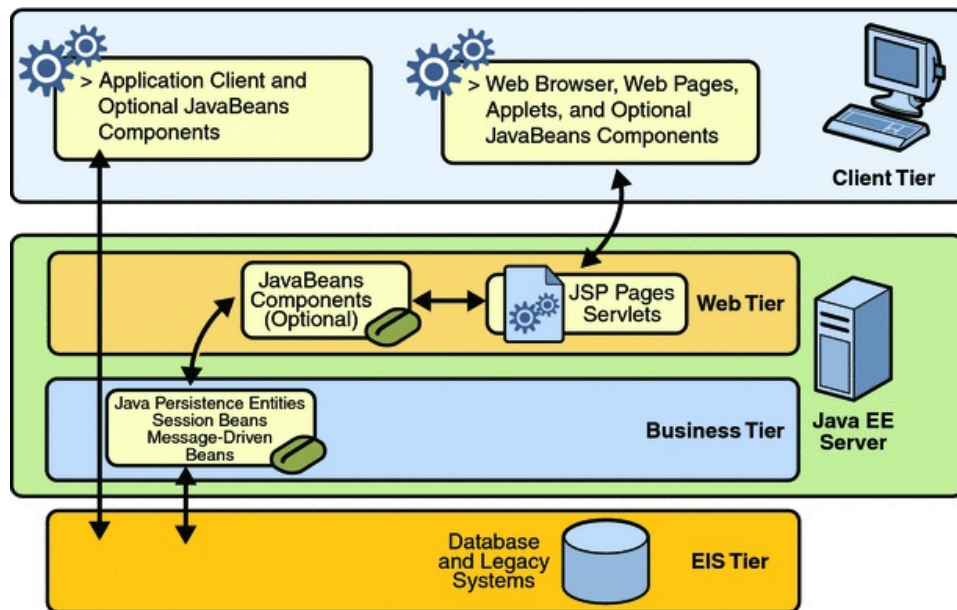 > Application Client and
Optional JavaBeans
Components
> Web Browser, Web Pages,
Applets, and Optional
JavaBeans Components
Client Tier
JavaBeans
Components
(Optional)
JSP Pages
Servlets
Web Tier
Java Persistence Entities
Session Beans
Message-Driven
Beans
Business Tier
Java EE
Server
Database
and Legacy
Systems
EIS Tier